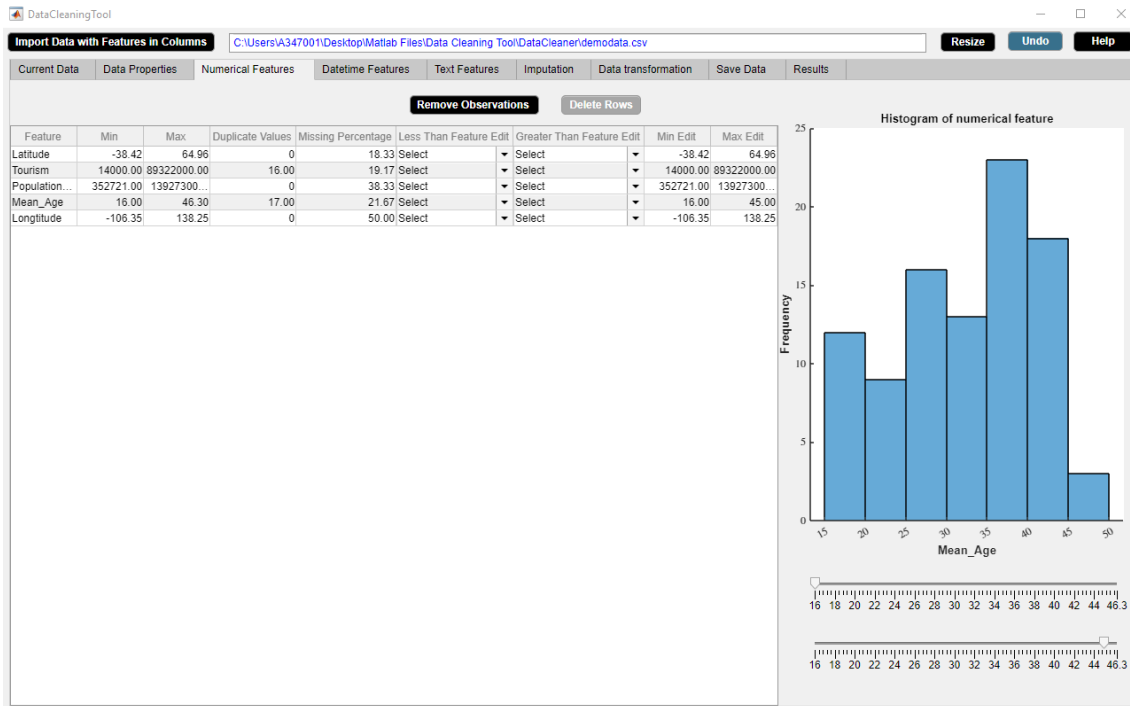 DataCleaningTool
Import Data with Features in Columns C:\Users\A347001\Desktop\Matlab Files\Data Cleaning Tool\DataCleaner\demodata.csv Resize Undo Help
Current Data Data Properties Numerical Features Datetime Features Text Features Imputation Data transformation Save Data Results
Remove Observations Delete Rows
Feature Min Max Duplicate Values Missing Percentage Less Than Feature Edit Greater Than Feature Edit Min Edit Max Edit
Latitude -38.42 64.96 0 18.33 Select Select -38.42 64.96
Tourism 14000.00 89322000.00 16.00 19.17 Select Select 14000.00 89322000.00
Population... 352721.00 13927300... 0 38.33 Select Select 352721.00 13927300...
Mean_Age 16.00 46.30 17.00 21.67 Select Select 16.00 45.00
Longtitude -106.35 138.25 0 50.00 Select Select -106.35 138.25
Histogram of numerical feature
25
20
15
10
5
0
Frequency
15 20 25 30 35 40 45 50
Mean_Age
16 18 20 22 24 26 28 30 32 34 36 38 40 42 44 46.3
16 18 20 22 24 26 28 30 32 34 36 38 40 42 44 46.3